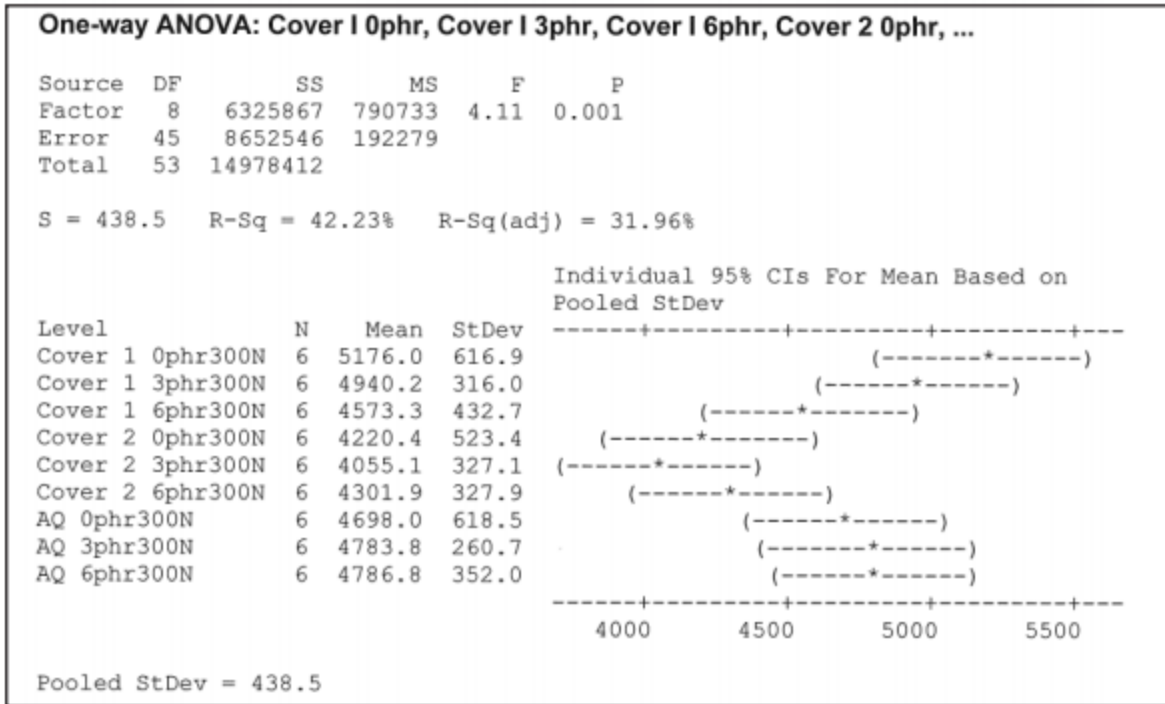 One-way ANOVA: Cover I 0phr, Cover I 3phr, Cover I 6phr, Cover 2 0phr, ...
Source DF SS MS F P
Factor 8 6325867 790733 4.11 0.001
Error 45 8652546 192279
Total 53 14978412
S = 438.5 R-Sq = 42.23% R-Sq(adj) = 31.96%
Individual 95% CIs For Mean Based on
Pooled StDev
Level N Mean StDev ------+---------+---------+---------+---
Cover 1 0phr300N 6 5176.0 616.9 (-------*------)
Cover 1 3phr300N 6 4940.2 316.0 (------*------)
Cover 1 6phr300N 6 4573.3 432.7 (------*-------)
Cover 2 0phr300N 6 4220.4 523.4 (------*-------)
Cover 2 3phr300N 6 4055.1 327.1 (------*------)
Cover 2 6phr300N 6 4301.9 327.9 (------*------)
AQ 0phr300N 6 4698.0 618.5 (------*------)
AQ 3phr300N 6 4783.8 260.7 (-------*------)
AQ 6phr300N 6 4786.8 352.0 (------*------)
------+---------+---------+---------+---
4000 4500 5000 5500
Pooled StDev = 438.5